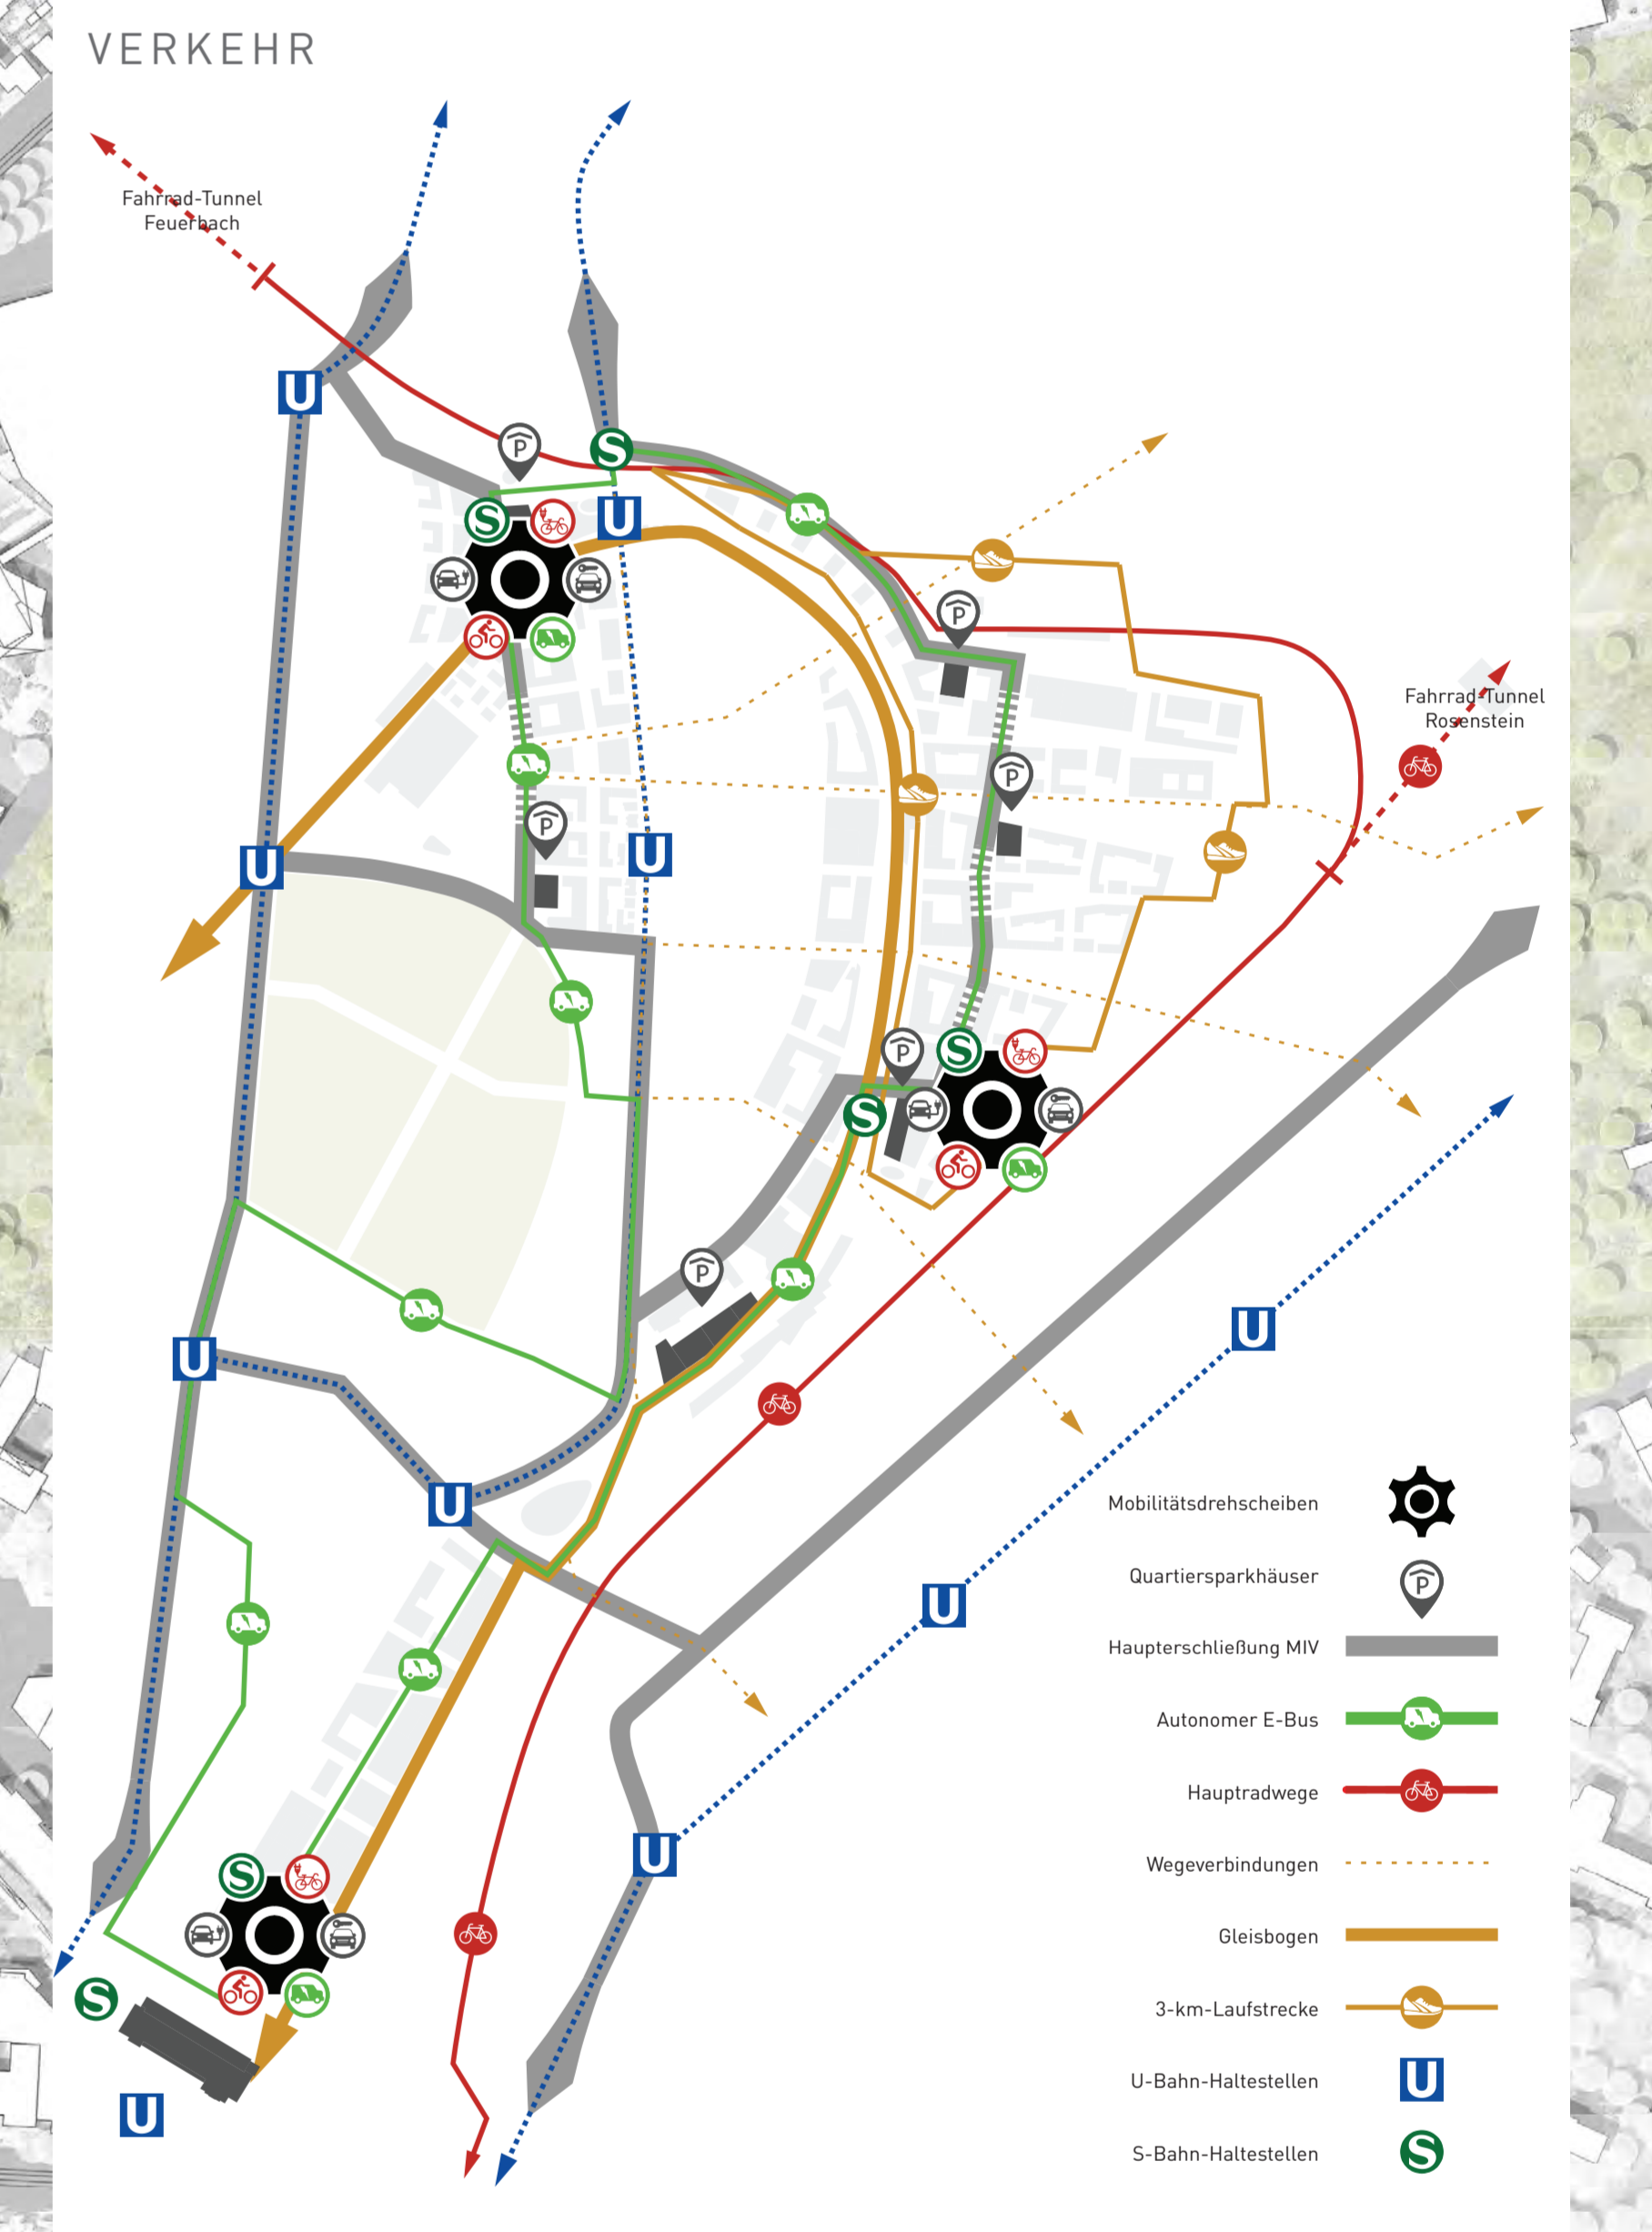 VERKEHR
Fahrrad-Tunnel
Feuerbach
U
P
S
S
U
P
Fahrrad-Tunnel
Rosenstein
P
P
U
U
P
S
S
P
U
U
U
U
U
S
S
U
Mobilitätsdrehscheiben
Quartiersparkhäuser
P
Haupterschließung MIV
Autonomer E-Bus
Hauptradwege
Wegeverbindungen
Gleisbogen
3-km-Laufstrecke
U-Bahn-Haltestellen
U
S-Bahn-Haltestellen
S